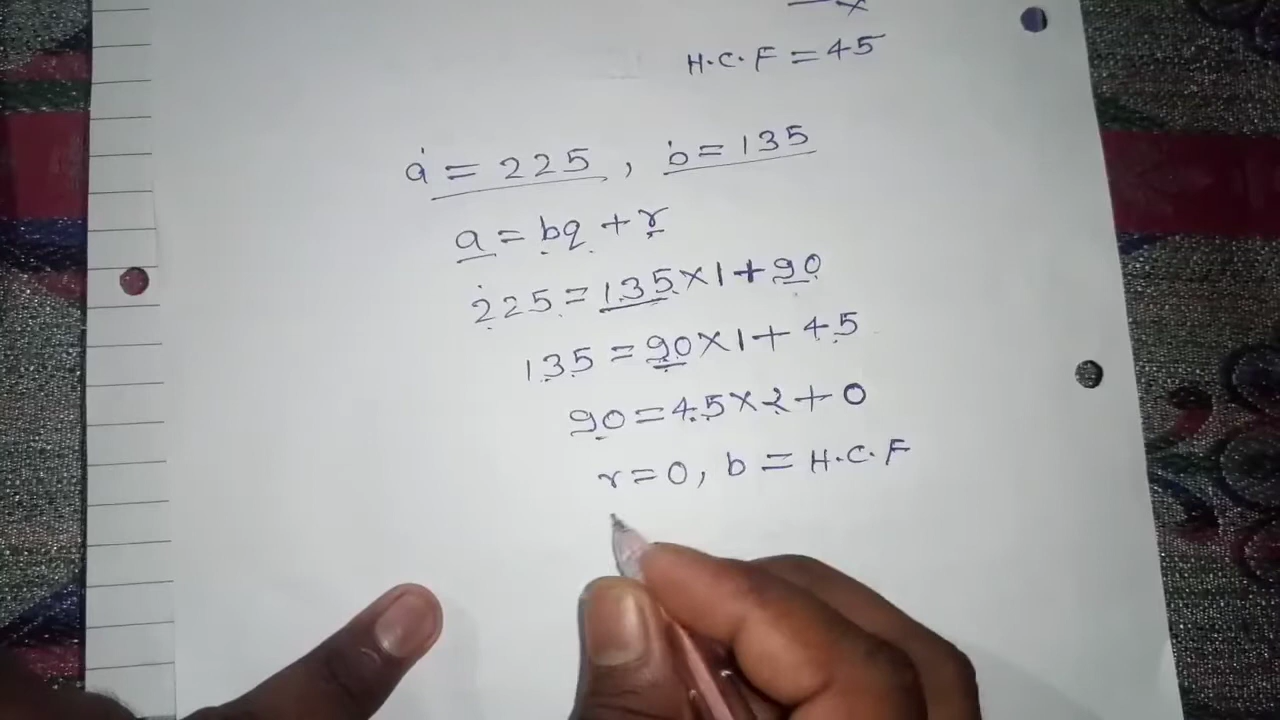 H.C.F = 45
a = 225 , b = 135
a = bq + r
225 = 135 × 1 + 90
135 = 90 × 1 + 45
90 = 45 × 2 + 0
r = 0, b = H.C.F